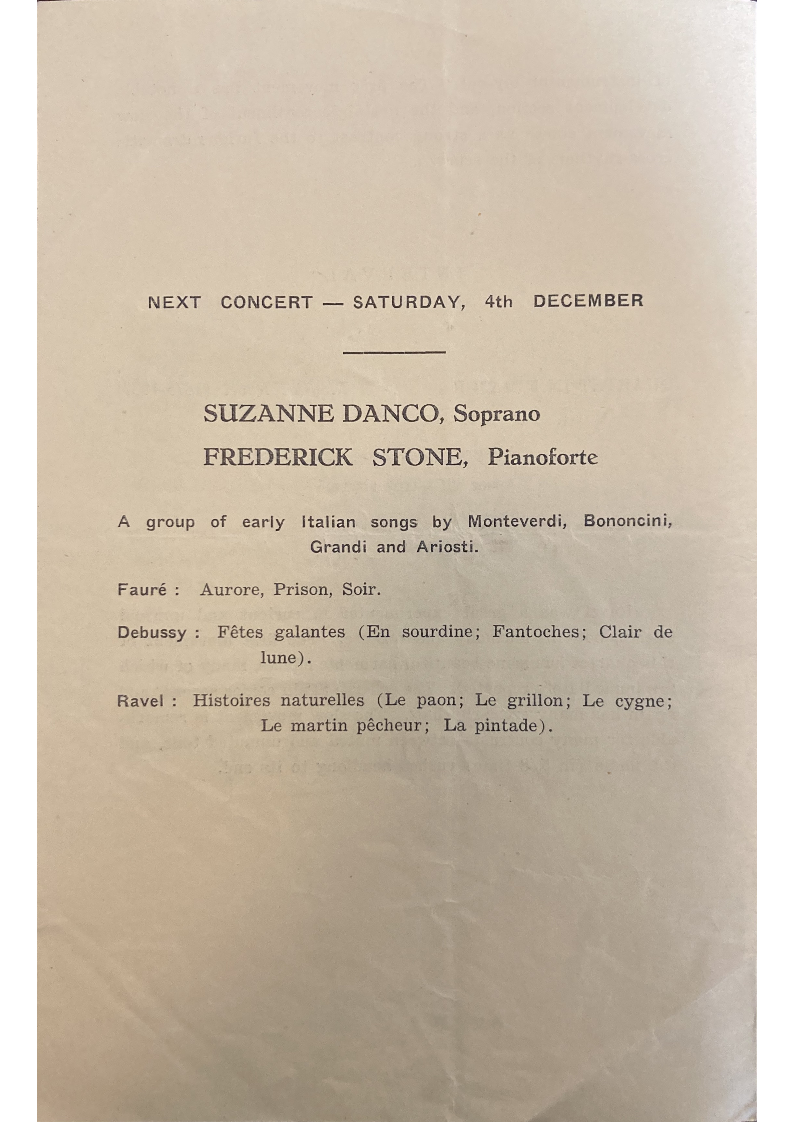 NEXT CONCERT — SATURDAY, 4th DECEMBER
SUZANNE DANCO, Soprano
FREDERICK STONE, Pianoforte
A group of early Italian songs by Monteverdi, Bononcini,
Grandi and Ariosti.
Fauré : Aurore, Prison, Soir.
Debussy : Fêtes galantes (En sourdine; Fantoches; Clair de
lune).
Ravel : Histoires naturelles (Le paon; Le grillon; Le cygne;
Le martin pêcheur; La pintade).